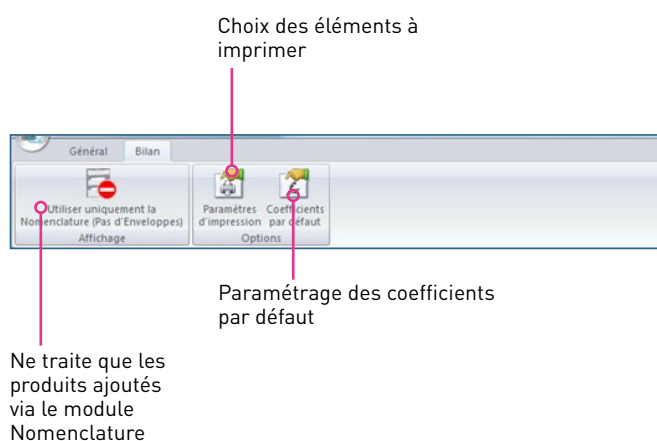 Choix des éléments à
imprimer
Général Bilan
Utiliser uniquement la
Nomenclature (Pas d'Enveloppes)
Affichage
Paramètres
d'impression
Coefficients
par défaut
Options
Paramétrage des coefficients
par défaut
Ne traite que les
produits ajoutés
via le module
Nomenclature